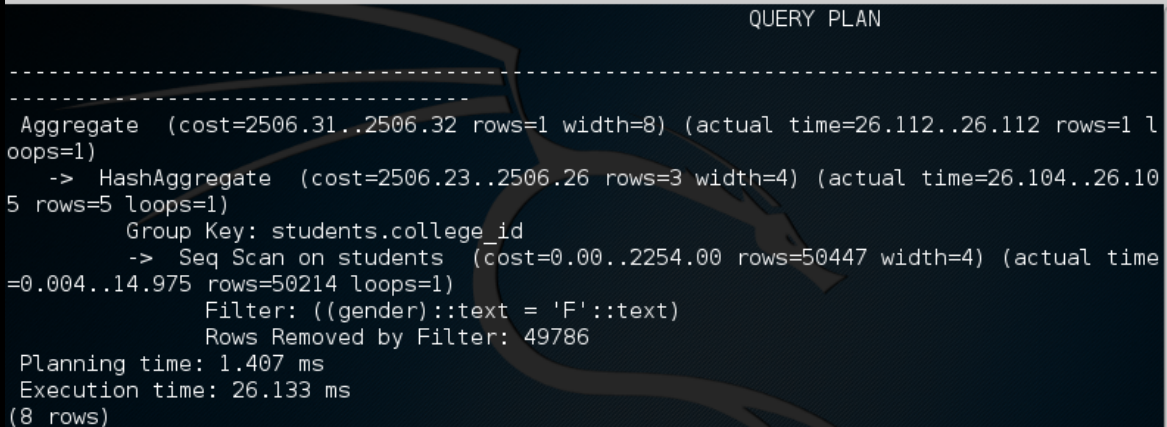 QUERY PLAN
---------------------------------------------------------------------------------------
-----------------------------------
Aggregate  (cost=2506.31..2506.32 rows=1 width=8) (actual time=26.112..26.112 rows=1 l
oops=1)
   ->  HashAggregate  (cost=2506.23..2506.26 rows=3 width=4) (actual time=26.104..26.10
5 rows=5 loops=1)
         Group Key: students.college_id
         ->  Seq Scan on students  (cost=0.00..2254.00 rows=50447 width=4) (actual time
=0.004..14.975 rows=50214 loops=1)
               Filter: ((gender)::text = 'F'::text)
               Rows Removed by Filter: 49786
Planning time: 1.407 ms
Execution time: 26.133 ms
(8 rows)